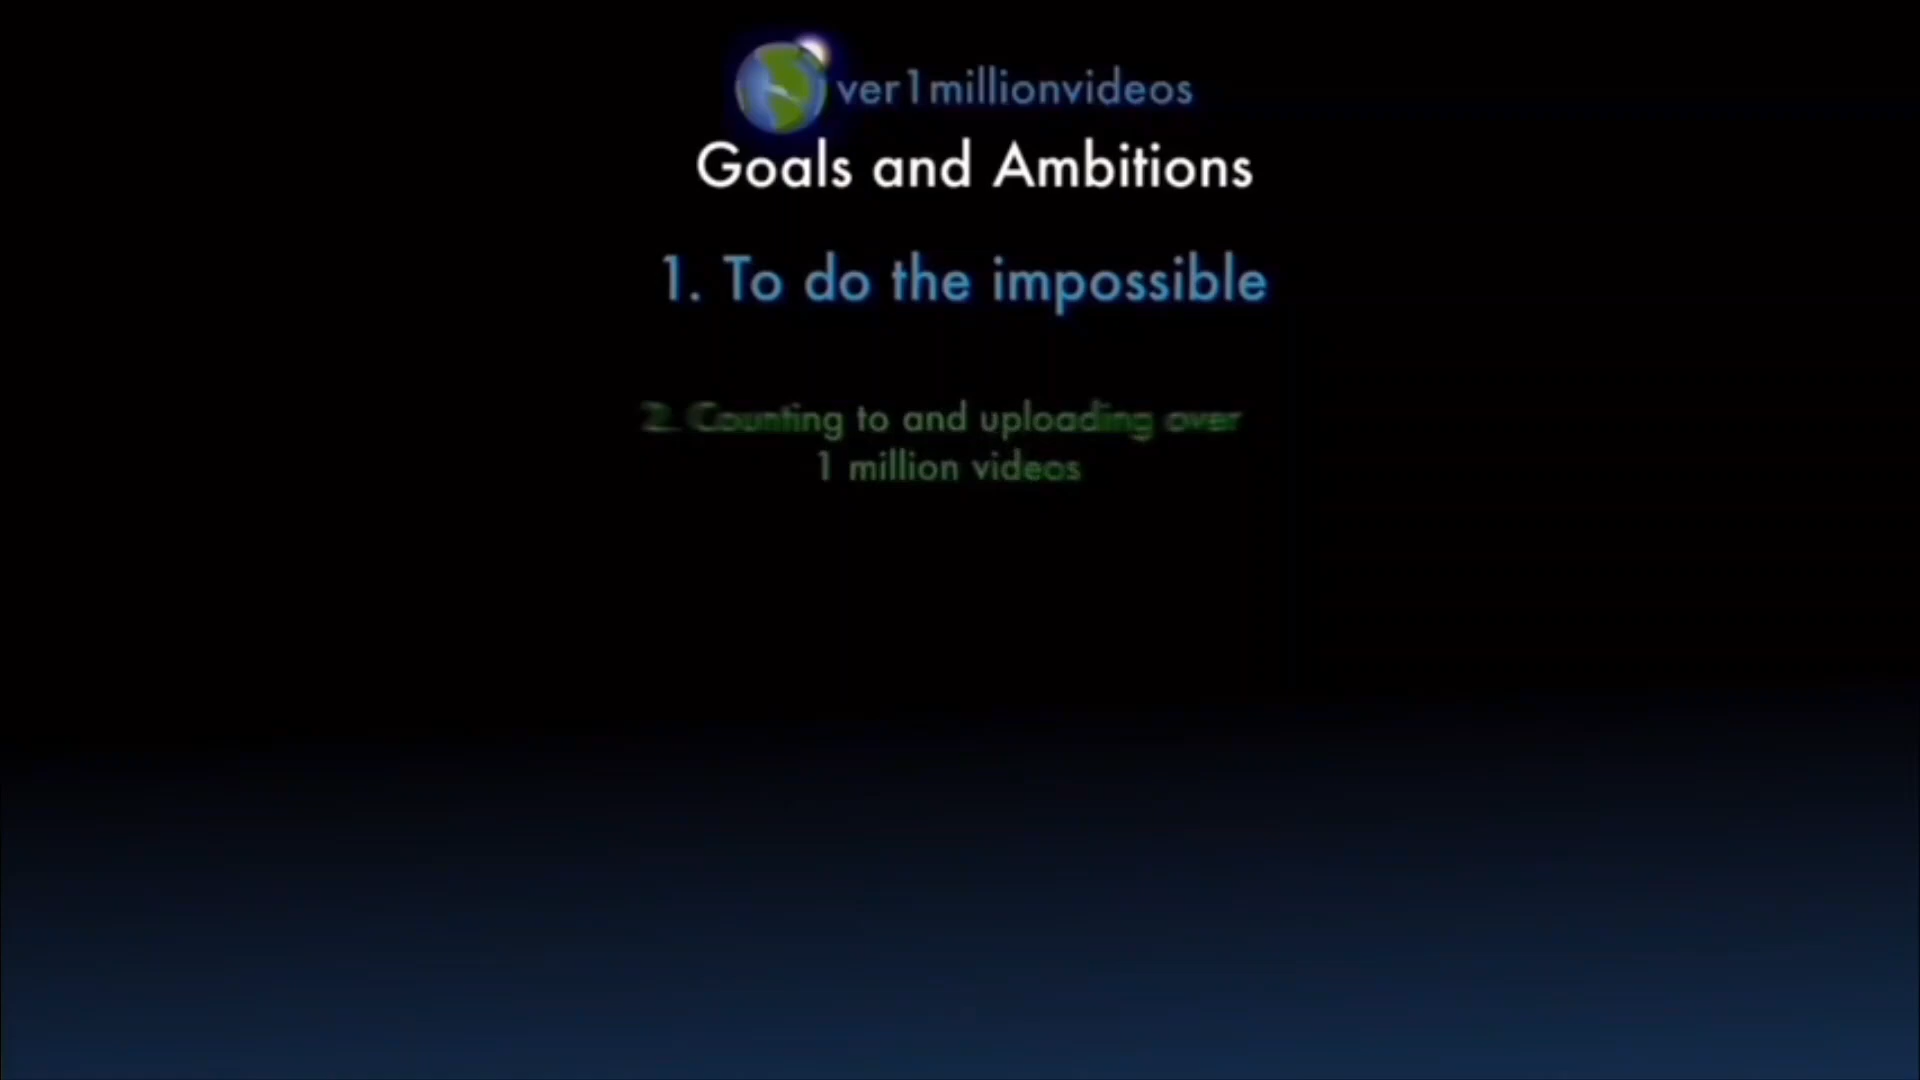 ver1millionvideos
Goals and Ambitions
1. To do the impossible
2. Counting to and uploading over
1 million videos